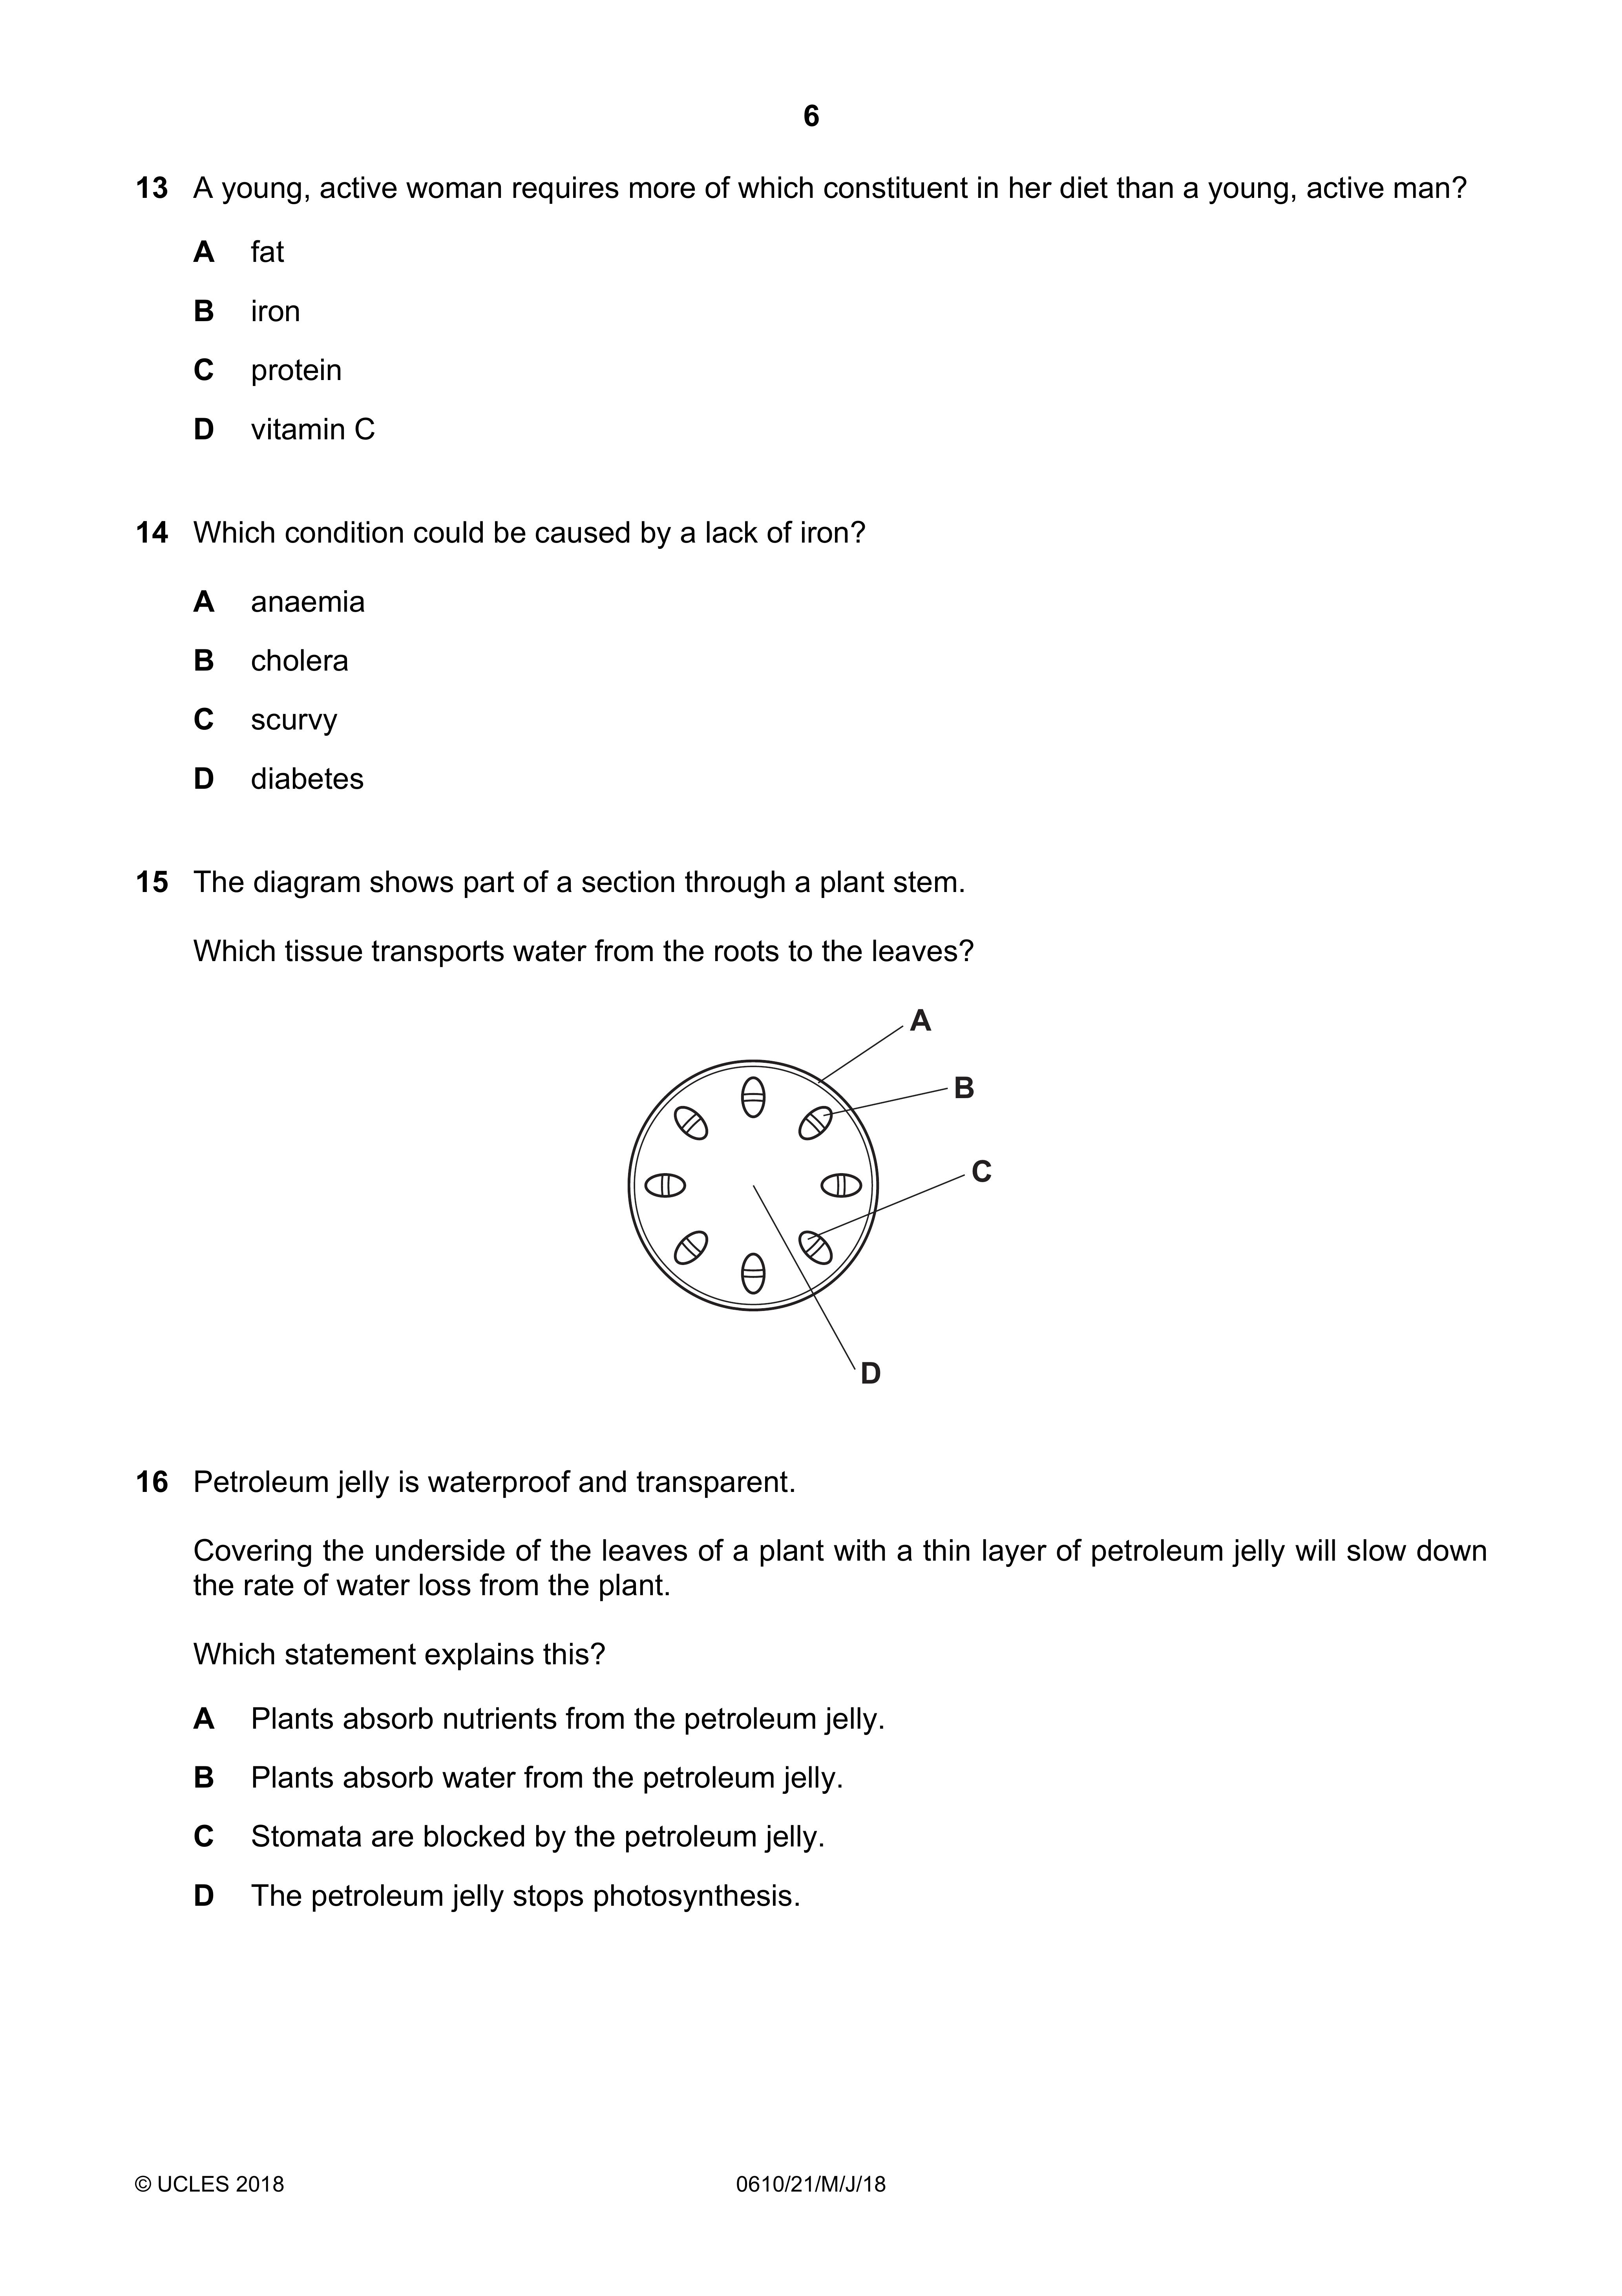 6
13 A young, active woman requires more of which constituent in her diet than a young, active man?
A fat
B iron
C protein
D vitamin C
14 Which condition could be caused by a lack of iron?
A anaemia
B cholera
C scurvy
D diabetes
15 The diagram shows part of a section through a plant stem.
Which tissue transports water from the roots to the leaves?
A
B
C
D
16 Petroleum jelly is waterproof and transparent.
Covering the underside of the leaves of a plant with a thin layer of petroleum jelly will slow down
the rate of water loss from the plant.
Which statement explains this?
A Plants absorb nutrients from the petroleum jelly.
B Plants absorb water from the petroleum jelly.
C Stomata are blocked by the petroleum jelly.
D The petroleum jelly stops photosynthesis.
© UCLES 2018 0610/21/M/J/18